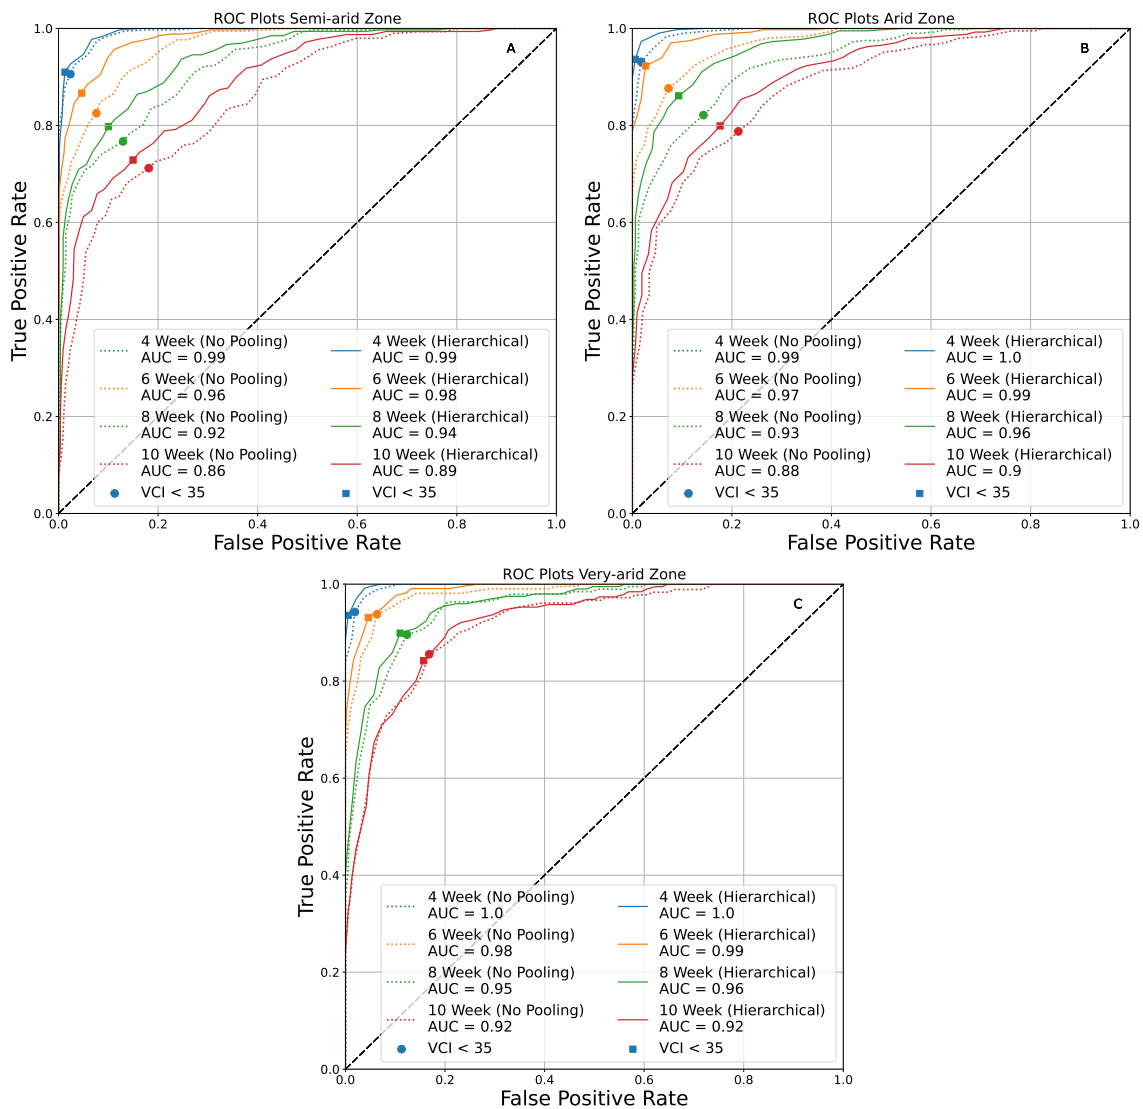 ROC Plots Semi-arid Zone
A
True Positive Rate
1.0
0.8
0.6
0.4
0.2
0.0
4 Week (No Pooling)
AUC = 0.99
6 Week (No Pooling)
AUC = 0.96
8 Week (No Pooling)
AUC = 0.92
10 Week (No Pooling)
AUC = 0.86
VCI < 35
4 Week (Hierarchical)
AUC = 0.99
6 Week (Hierarchical)
AUC = 0.98
8 Week (Hierarchical)
AUC = 0.94
10 Week (Hierarchical)
AUC = 0.89
VCI < 35
0.0 0.2 0.4 0.6 0.8 1.0
False Positive Rate
ROC Plots Arid Zone
B
True Positive Rate
1.0
0.8
0.6
0.4
0.2
0.0
4 Week (No Pooling)
AUC = 0.99
6 Week (No Pooling)
AUC = 0.97
8 Week (No Pooling)
AUC = 0.93
10 Week (No Pooling)
AUC = 0.88
VCI < 35
4 Week (Hierarchical)
AUC = 1.0
6 Week (Hierarchical)
AUC = 0.99
8 Week (Hierarchical)
AUC = 0.96
10 Week (Hierarchical)
AUC = 0.9
VCI < 35
0.0 0.2 0.4 0.6 0.8 1.0
False Positive Rate
ROC Plots Very-arid Zone
C
True Positive Rate
1.0
0.8
0.6
0.4
0.2
0.0
4 Week (No Pooling)
AUC = 1.0
6 Week (No Pooling)
AUC = 0.98
8 Week (No Pooling)
AUC = 0.95
10 Week (No Pooling)
AUC = 0.92
VCI < 35
4 Week (Hierarchical)
AUC = 1.0
6 Week (Hierarchical)
AUC = 0.99
8 Week (Hierarchical)
AUC = 0.96
10 Week (Hierarchical)
AUC = 0.92
VCI < 35
0.0 0.2 0.4 0.6 0.8 1.0
False Positive Rate